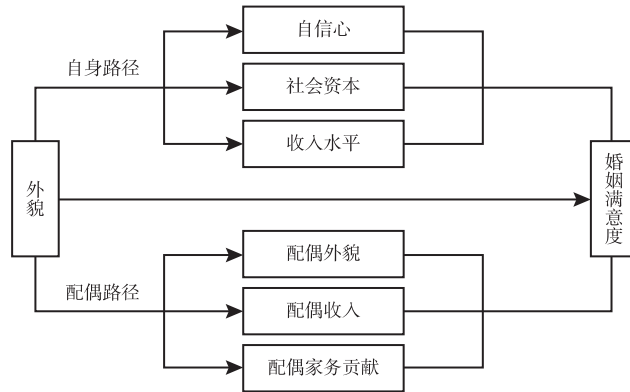 自信心
自身路径
社会资本
收入水平
外貌
婚姻满意度
配偶外貌
配偶路径
配偶收入
配偶家务贡献